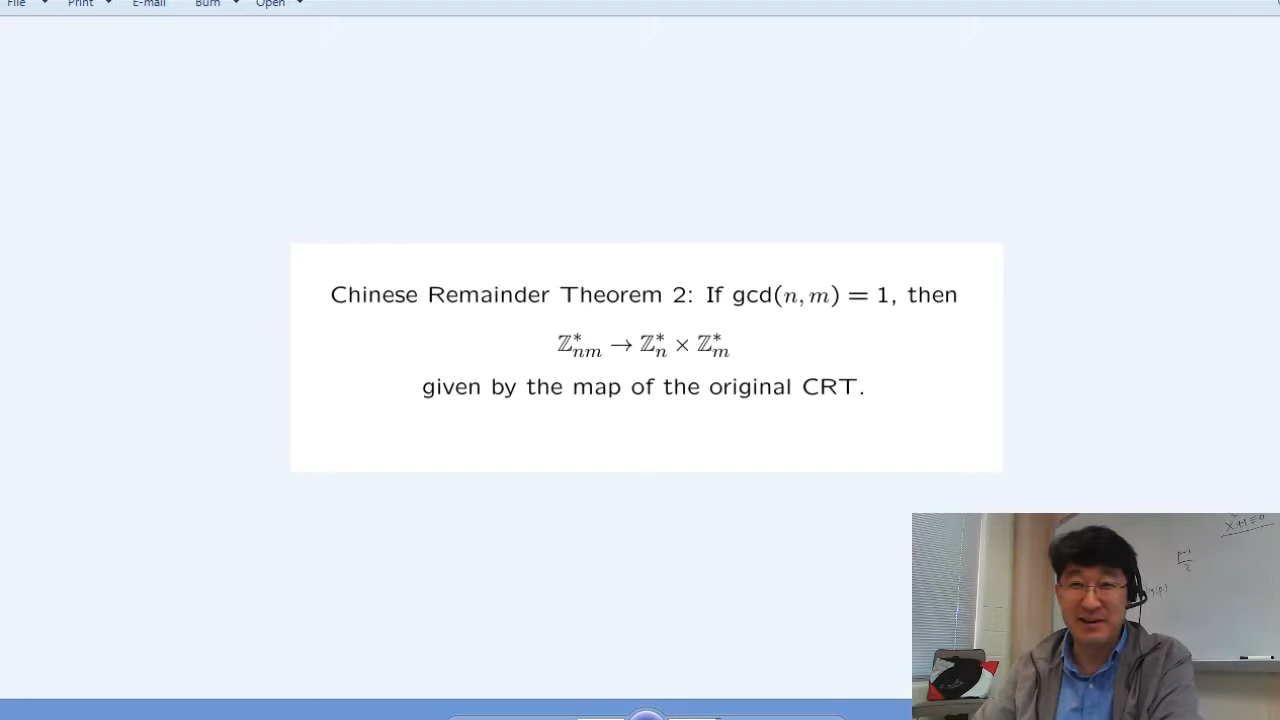 File Print E-mail Burn Open
Chinese Remainder Theorem 2: If gcd(n, m) = 1, then
ℤ*ₙₘ → ℤ*ₙ × ℤ*ₘ
given by the map of the original CRT.